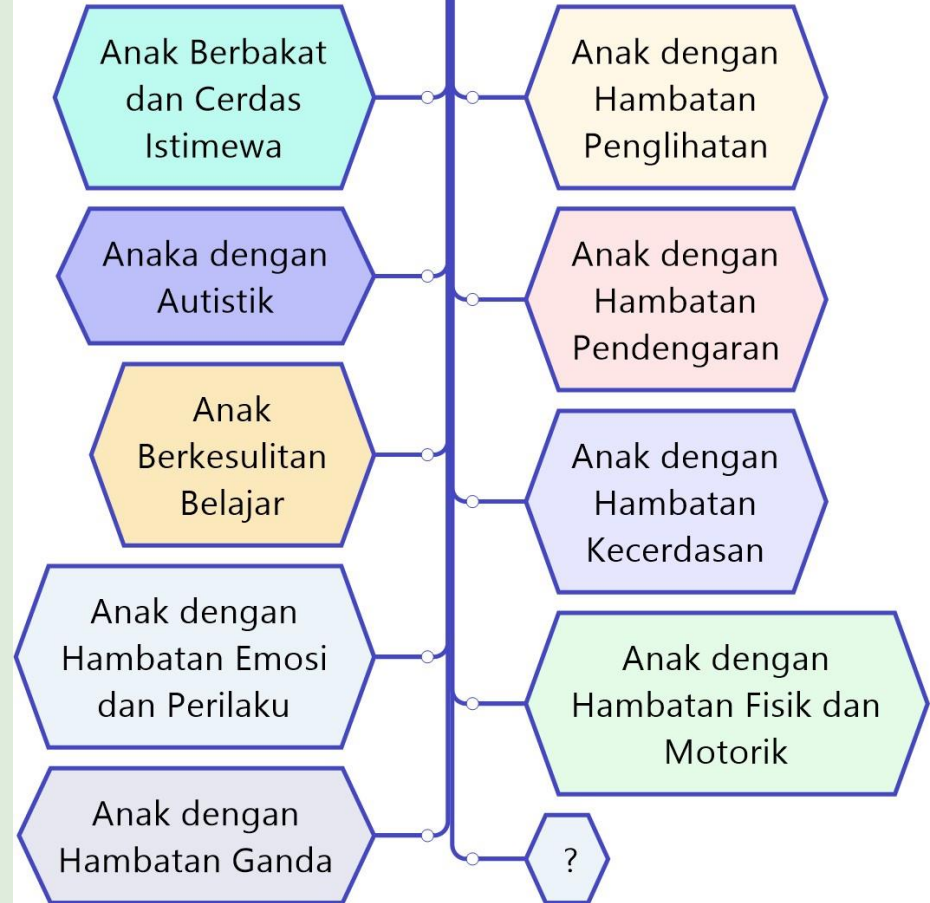 Anak Berbakat
dan Cerdas
Istimewa
Anaka dengan
Autistik
Anak
Berkesulitan
Belajar
Anak dengan
Hambatan Emosi
dan Perilaku
Anak dengan
Hambatan Ganda
Anak dengan
Hambatan
Penglihatan
Anak dengan
Hambatan
Pendengaran
Anak dengan
Hambatan
Kecerdasan
Anak dengan
Hambatan Fisik dan
Motorik
?